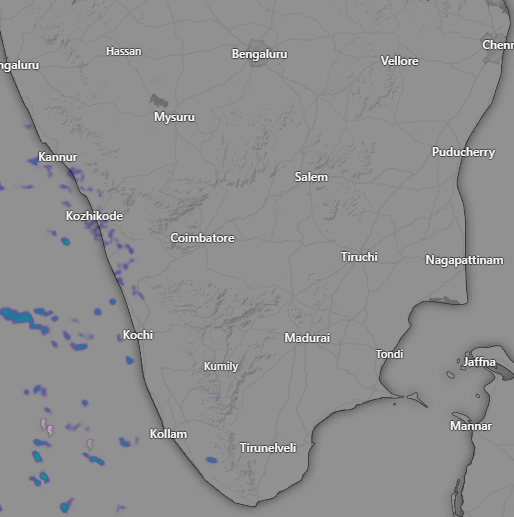 Hassan
Bengaluru
Chenn
ngaluru
Vellore
Mysuru
Kannur
Puducherry
Salem
Kozhikode
Coimbatore
Tiruchi
Nagapattinam
Kochi
Madurai
Tondi
Kumily
Jaffna
Mannar
Kollam
Tirunelveli